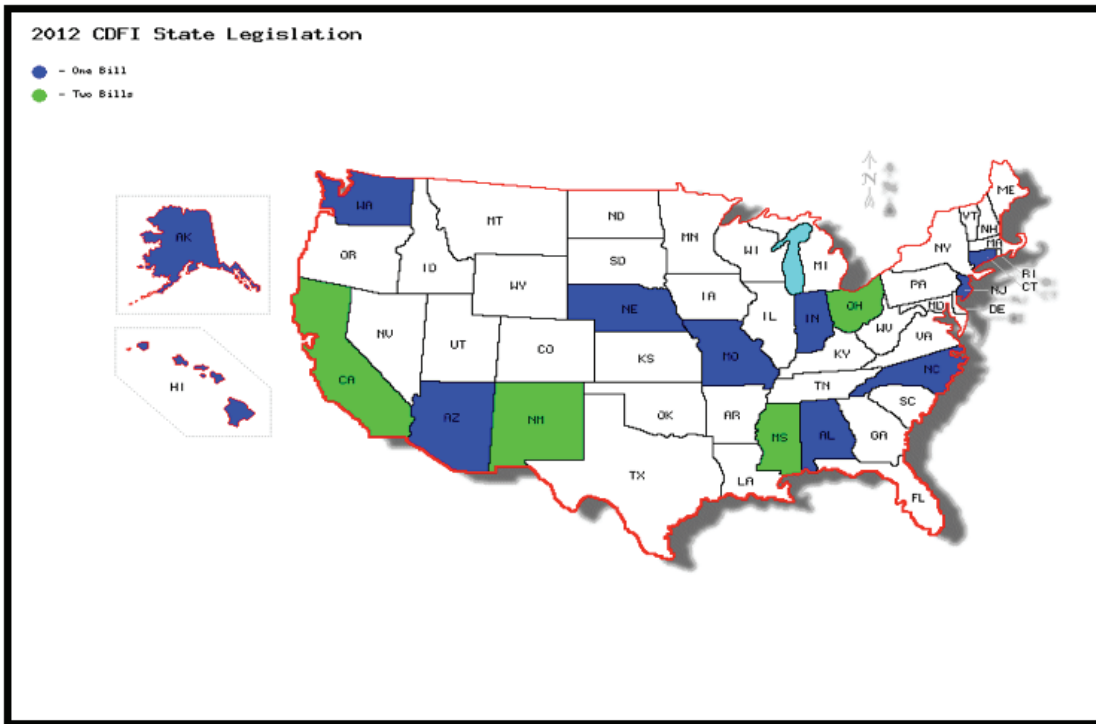 2012 CDFI State Legislation
- One Bill
- Two Bills
N
ME
WA
VT
NH
MT
ND
AK
MN
MA
NY
OR
WI
ID
SD
MI
RI
WY
PA
CT
NJ
IA
NE
OH
MD
DE
IN
IL
NV
WV
VA
UT
CO
KS
MO
KY
HI
CA
NC
TN
AZ
NM
OK
AR
SC
MS
AL
GA
TX
LA
FL